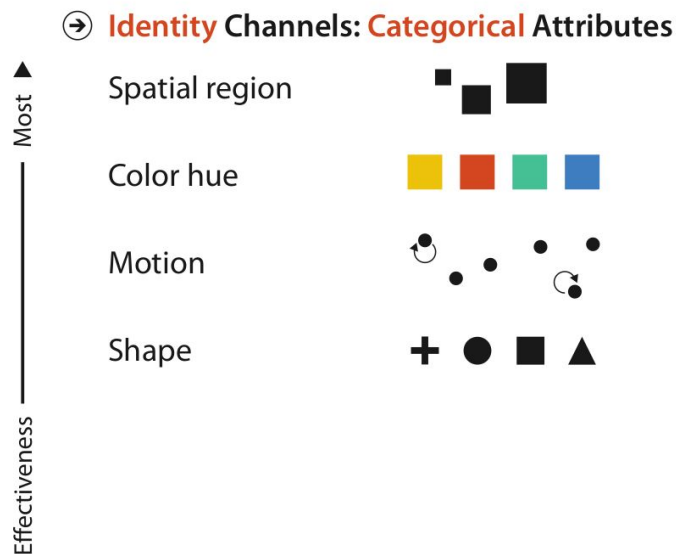 Identity Channels: Categorical Attributes
Most
Effectiveness
Spatial region
Color hue
Motion
Shape